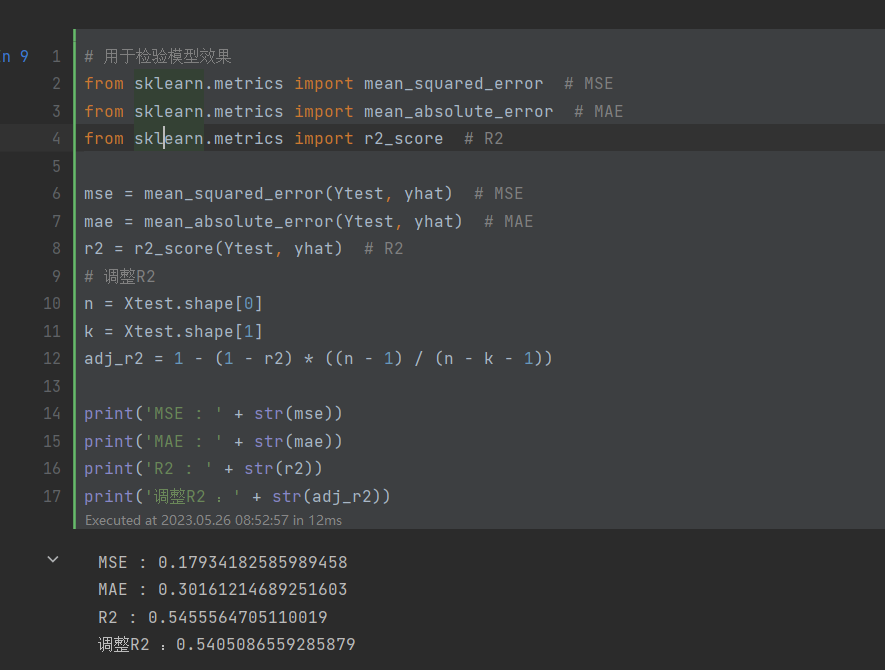 n 9
1 # 用于检验模型效果
2 from sklearn.metrics import mean_squared_error  # MSE
3 from sklearn.metrics import mean_absolute_error  # MAE
4 from sklearn.metrics import r2_score  # R2
5
6 mse = mean_squared_error(Ytest, yhat)  # MSE
7 mae = mean_absolute_error(Ytest, yhat)  # MAE
8 r2 = r2_score(Ytest, yhat)  # R2
9 # 调整R2
10 n = Xtest.shape[0]
11 k = Xtest.shape[1]
12 adj_r2 = 1 - (1 - r2) * ((n - 1) / (n - k - 1))
13
14 print('MSE : ' + str(mse))
15 print('MAE : ' + str(mae))
16 print('R2 : ' + str(r2))
17 print('调整R2 ：' + str(adj_r2))
Executed at 2023.05.26 08:52:57 in 12ms
MSE : 0.17934182585989458
MAE : 0.30161214689251603
R2 : 0.5455564705110019
调整R2 ：0.5405086559285879